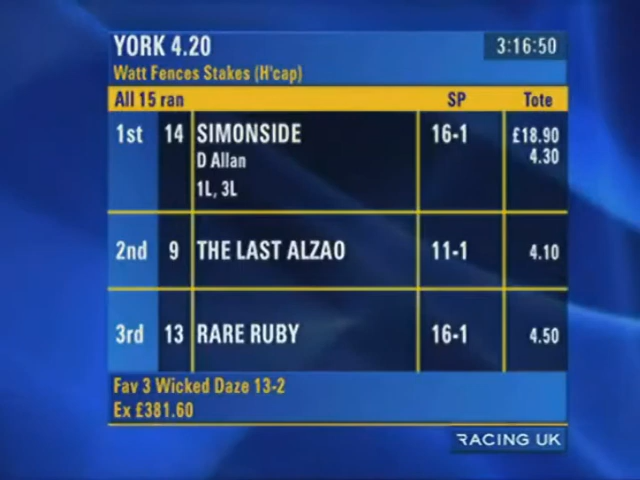 YORK 4.20 3:16:50
Watt Fences Stakes (H'cap)
All 15 ran SP Tote
1st 14 SIMONSIDE 16-1 £18.90
D Allan 4.30
1L, 3L
2nd 9 THE LAST ALZAO 11-1 4.10
3rd 13 RARE RUBY 16-1 4.50
Fav 3 Wicked Daze 13-2
Ex £381.60
RACING UK